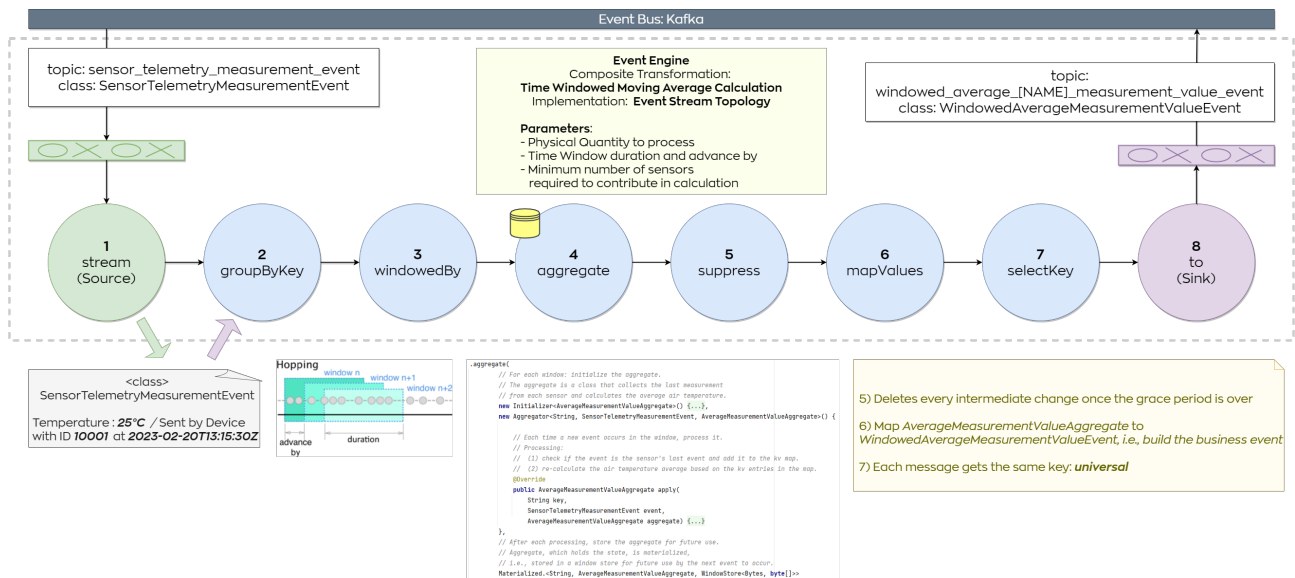 Event Bus: Kafka
topic: sensor_telemetry_measurement_event
class: SensorTelemetryMeasurementEvent
Event Engine
Composite Transformation:
Time Windowed Moving Average Calculation
Implementation: Event Stream Topology
Parameters:
- Physical Quantity to process
- Time Window duration and advance by
- Minimum number of sensors
required to contribute in calculation
topic:
windowed_average_[NAME]_measurement_value_event
class: WindowedAverageMeasurementValueEvent
1
stream
(Source)
2
groupByKey
3
windowedBy
4
aggregate
5
suppress
6
mapValues
7
selectKey
8
to
(Sink)
<class>
SensorTelemetryMeasurementEvent
Temperature : 25°C / Sent by Device
with ID 10001 at 2023-02-20T13:15:30Z
Hopping
window n
window n+1
window n+2
advance
by
duration
.aggregate(
// For each window: initialize the aggregate.
// The aggregate is a class that collects the last measurement
// from each sensor and calculates the average air temperature.
new Initializer<AverageMeasurementValueAggregate>() {...},
new Aggregator<String, SensorTelemetryMeasurementEvent, AverageMeasurementValueAggregate>() {
// Each time a new event occurs in the window, process it.
// Processing:
// (1) check if the event is the sensor's last event and add it to the kv map.
// (2) re-calculate the air temperature average based on the kv entries in the map.
@Override
public AverageMeasurementValueAggregate apply(
String key,
SensorTelemetryMeasurementEvent event,
AverageMeasurementValueAggregate aggregate) {...}
},
// After each processing, store the aggregate for future use.
// Aggregate, which holds the state, is materialized,
// i.e., stored in a window store for future use by the next event to occur.
Materialized.<String, AverageMeasurementValueAggregate, WindowStore<Bytes, byte[]>>
5) Deletes every intermediate change once the grace period is over
6) Map AverageMeasurementValueAggregate to
WindowedAverageMeasurementValueEvent, i.e., build the business event
7) Each message gets the same key: universal